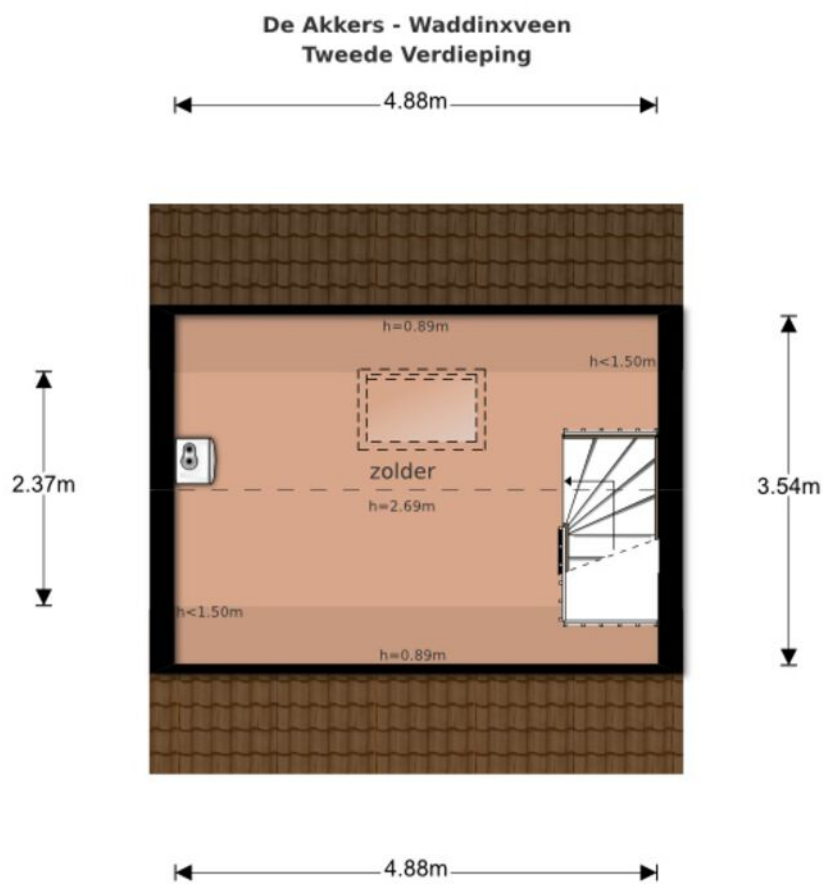 De Akkers - Waddinxveen
Tweede Verdieping
4.88m
h=0.89m
h<1.50m
zolder
2.37m
3.54m
h=2.69m
h<1.50m
h=0.89m
4.88m